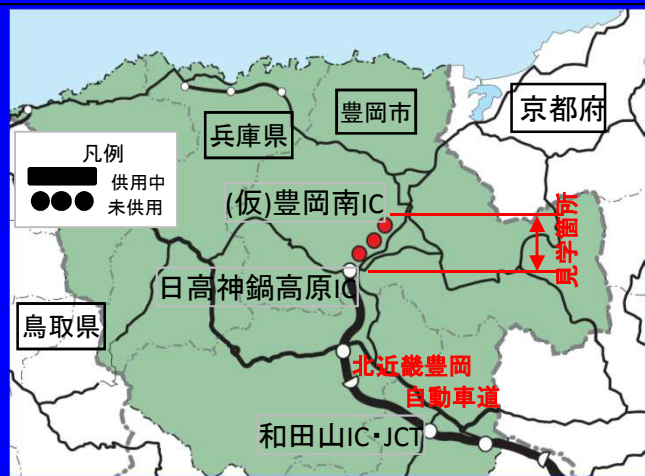 京都府
豊岡市
兵庫県
凡例
供用中
未供用
(仮)豊岡南IC
見学箇所
日高神鍋高原IC
鳥取県
北近畿豊岡
自動車道
和田山IC・JCT